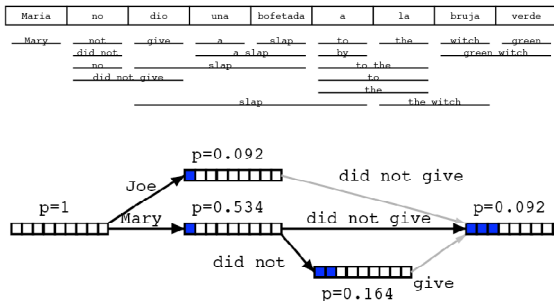 Maria no dio una bofetada a la bruja verde
Mary not give a slap to the witch green
did not a slap by green witch
no slap to the
did not give to
the
slap the witch
p=0.092
Joe did not give
p=1 p=0.534 p=0.092
Mary did not give
did not give
p=0.164